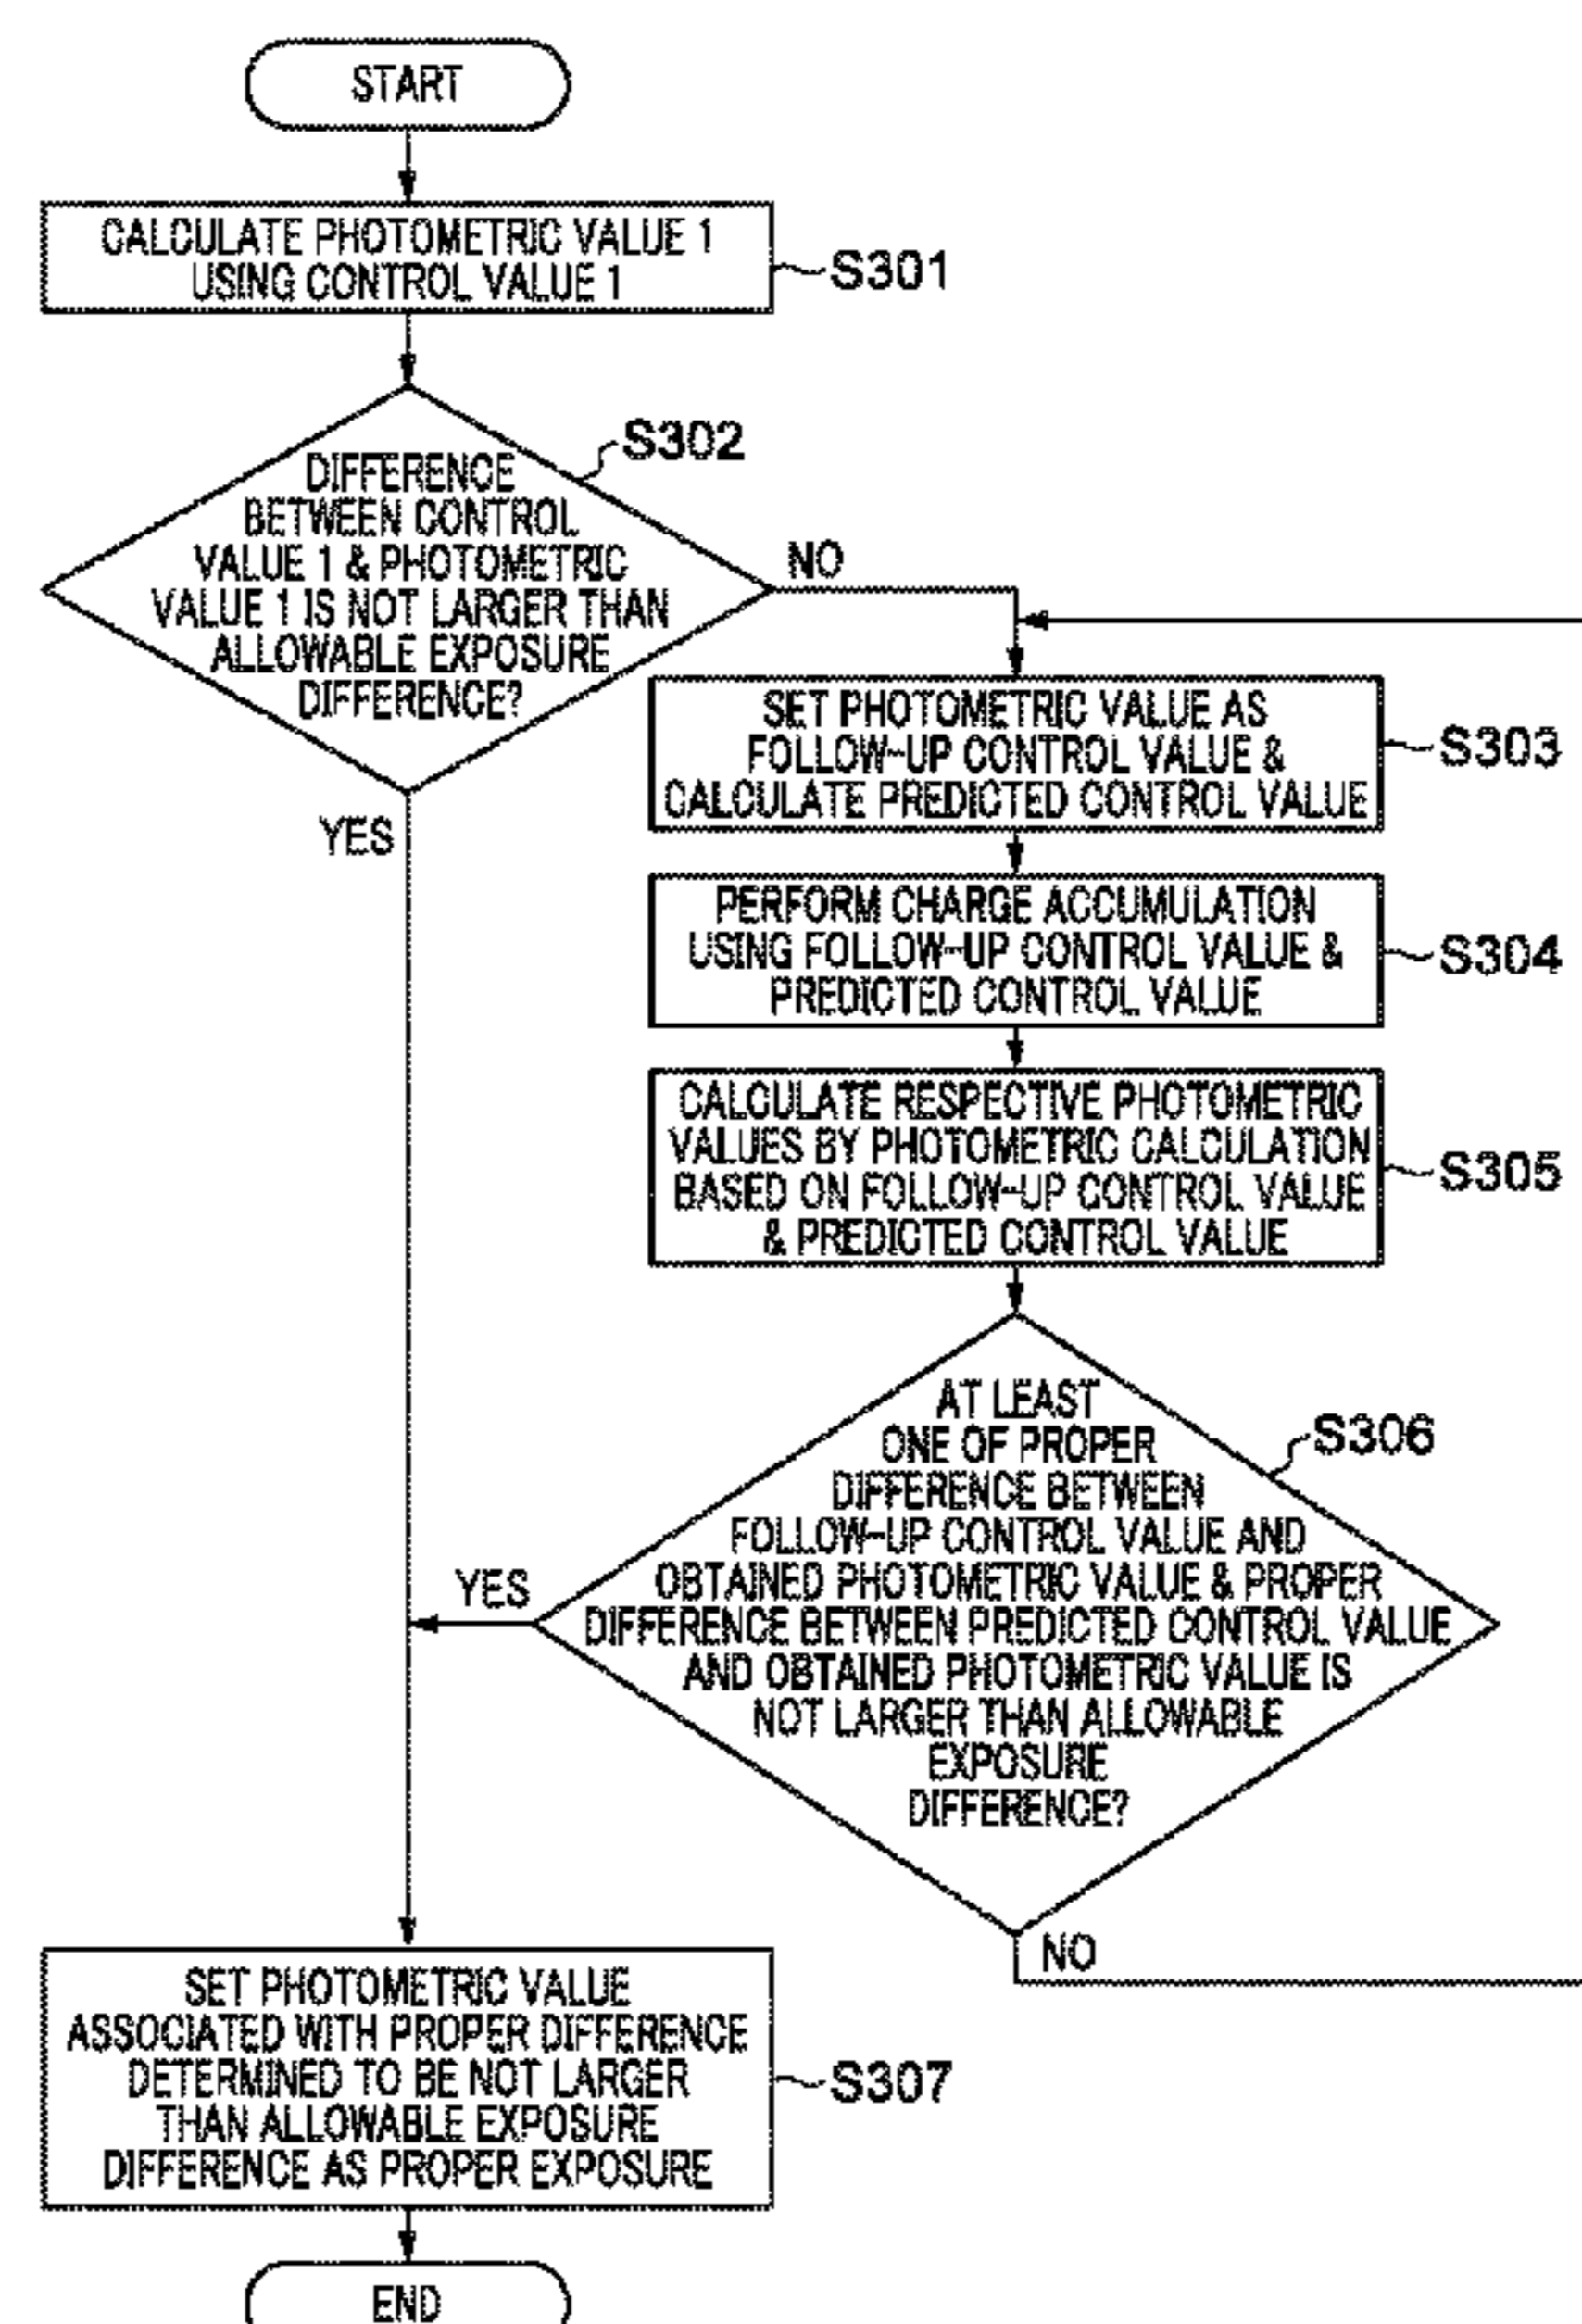 START
CALCULATE PHOTOMETRIC VALUE 1
USING CONTROL VALUE 1
S301
S302
DIFFERENCE
BETWEEN CONTROL
VALUE 1 & PHOTOMETRIC
VALUE 1 IS NOT LARGER THAN
ALLOWABLE EXPOSURE
DIFFERENCE?
NO
YES
SET PHOTOMETRIC VALUE AS
FOLLOW-UP CONTROL VALUE &
CALCULATE PREDICTED CONTROL VALUE
S303
PERFORM CHARGE ACCUMULATION
USING FOLLOW-UP CONTROL VALUE &
PREDICTED CONTROL VALUE
S304
CALCULATE RESPECTIVE PHOTOMETRIC
VALUES BY PHOTOMETRIC CALCULATION
BASED ON FOLLOW-UP CONTROL VALUE
& PREDICTED CONTROL VALUE
S305
AT LEAST
ONE OF PROPER
DIFFERENCE BETWEEN
FOLLOW-UP CONTROL VALUE AND
OBTAINED PHOTOMETRIC VALUE & PROPER
DIFFERENCE BETWEEN PREDICTED CONTROL VALUE
AND OBTAINED PHOTOMETRIC VALUE IS
NOT LARGER THAN ALLOWABLE
EXPOSURE
DIFFERENCE?
S306
YES
NO
SET PHOTOMETRIC VALUE
ASSOCIATED WITH PROPER DIFFERENCE
DETERMINED TO BE NOT LARGER
THAN ALLOWABLE EXPOSURE
DIFFERENCE AS PROPER EXPOSURE
S307
END